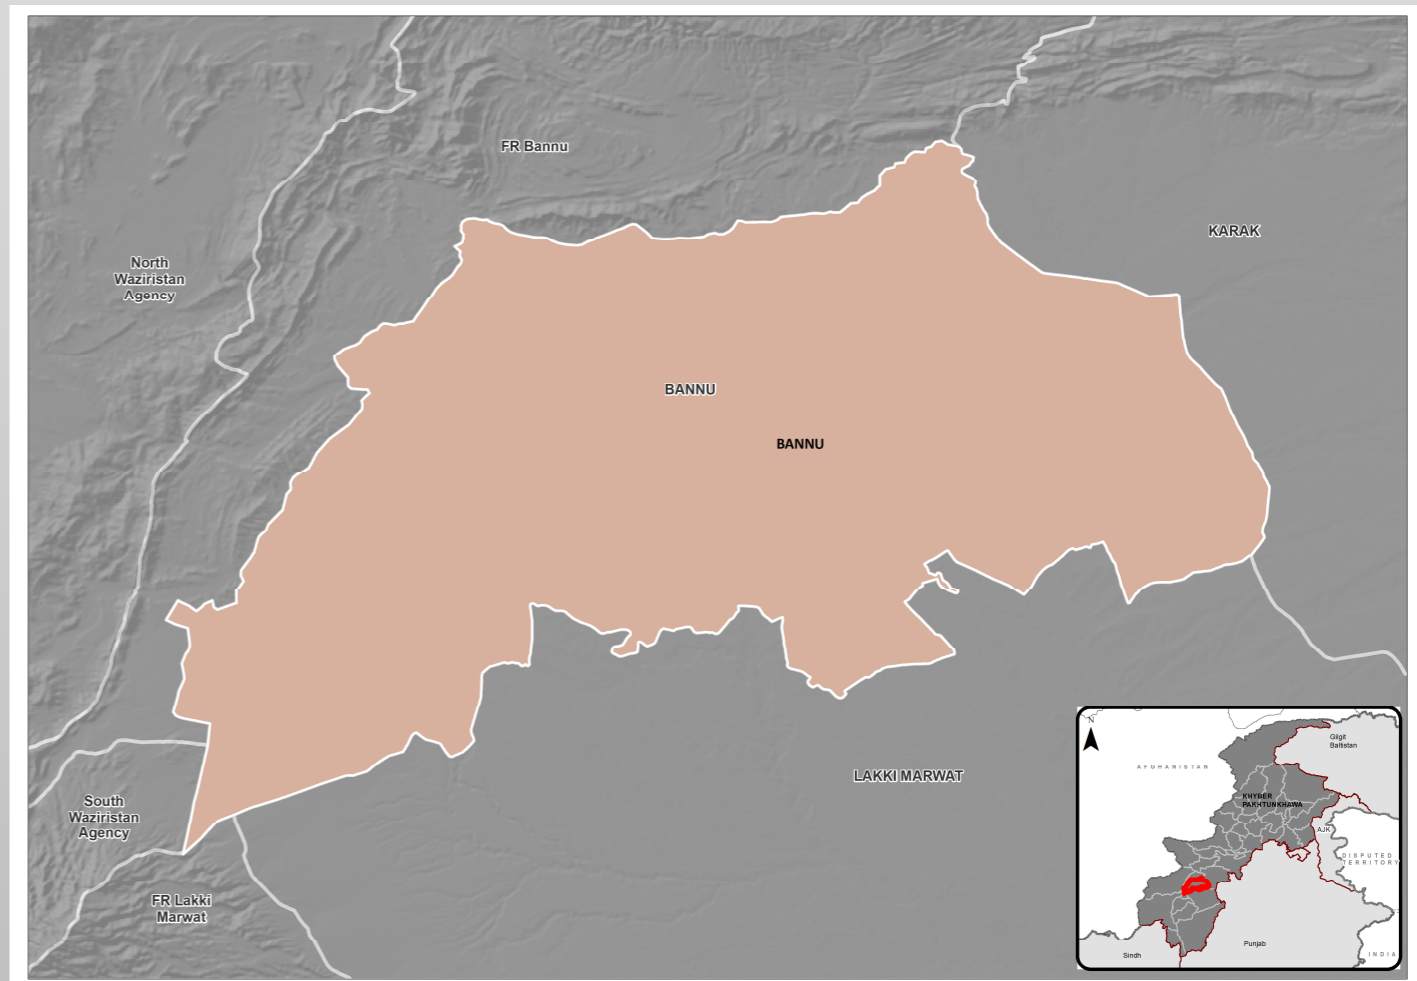 FR Bannu
KARAK
North
Waziristan
Agency
BANNU
BANNU
LAKKI MARWAT
South
Waziristan
Agency
FR Lakki
Marwat
N
Gilgit
Baltistan
AFGHANISTAN
KHYBER
PAKHTUNKHAWA
AJK
DISPUTED
TERRITORY
Punjab
Sindh
INDIA